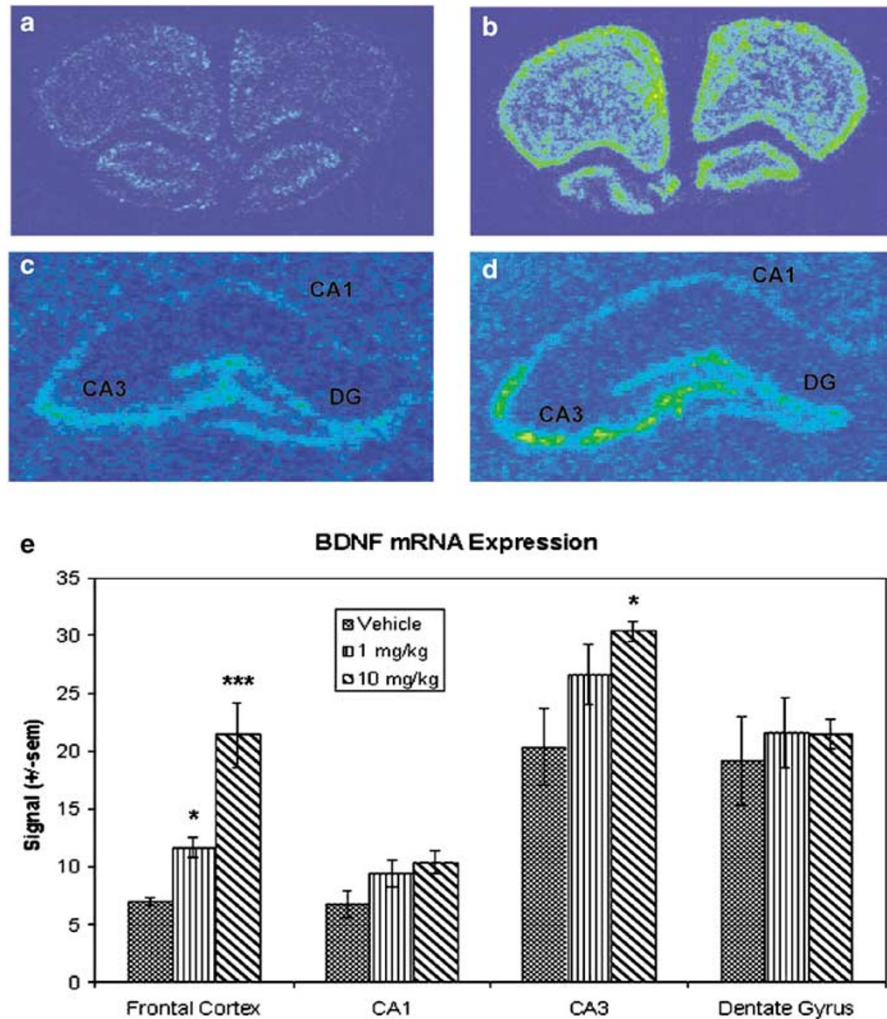 a
b
c
CA1
CA3
DG
d
CA1
CA3
DG
e
BDNF mRNA Expression
35
30
25
20
15
10
5
0
Signal (+/-sem)
Vehicle
1 mg/kg
10 mg/kg
*
***
*
Frontal Cortex
CA1
CA3
Dentate Gyrus